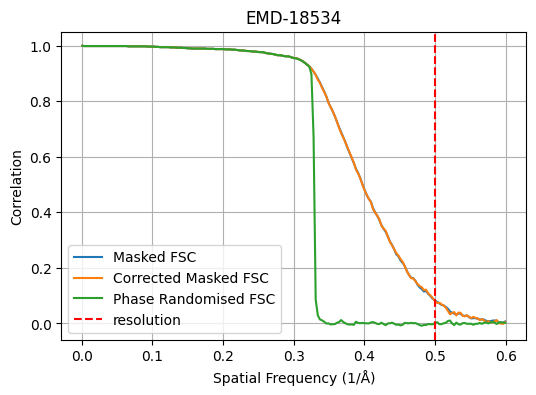 EMD-18534
1.0
0.8
0.6
0.4
0.2
0.0
Correlation
Masked FSC
Corrected Masked FSC
Phase Randomised FSC
resolution
0.0 0.1 0.2 0.3 0.4 0.5 0.6
Spatial Frequency (1/Å)